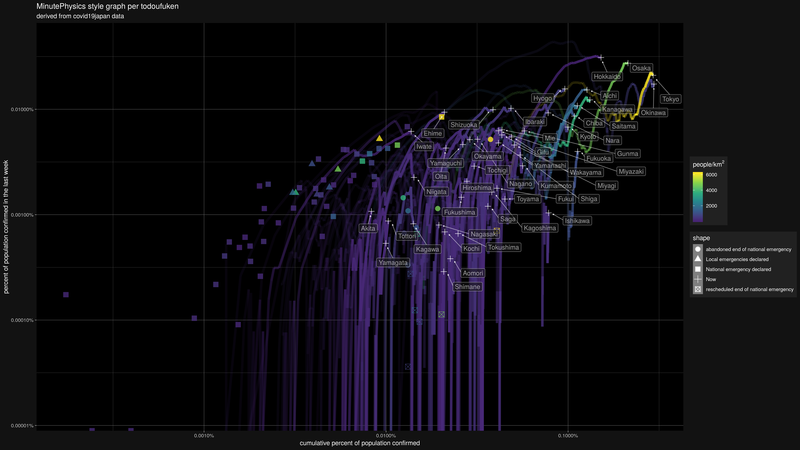 MinutePhysics style graph per todoufuken
derived from covid19japan data
percent of population confirmed in the last week
0.01000%
0.00100%
0.00010%
0.00001%
0.0010%
0.0100%
0.1000%
cumulative percent of population confirmed
Osaka
Hokkaido
Tokyo
Hyogo
Aichi
Kanagawa
Okinawa
Ehime
Shizuoka
Ibaraki
Chiba
Saitama
Iwate
Mie
Kyoto
Nara
Yamaguchi
Okayama
Gifu
Fukuoka
Gunma
Oita
Tochigi
Yamanashi
Wakayama
Miyazaki
Niigata
Hiroshima
Nagano
Kumamoto
Miyagi
Toyama
Fukui
Shiga
Fukushima
Saga
Ishikawa
Akita
Tottori
Nagasaki
Kagoshima
Kagawa
Kochi
Tokushima
Yamagata
Aomori
Shimane
people/km²
6000
4000
2000
shape
abandoned end of national emergency
Local emergencies declared
National emergency declared
Now
rescheduled end of national emergency